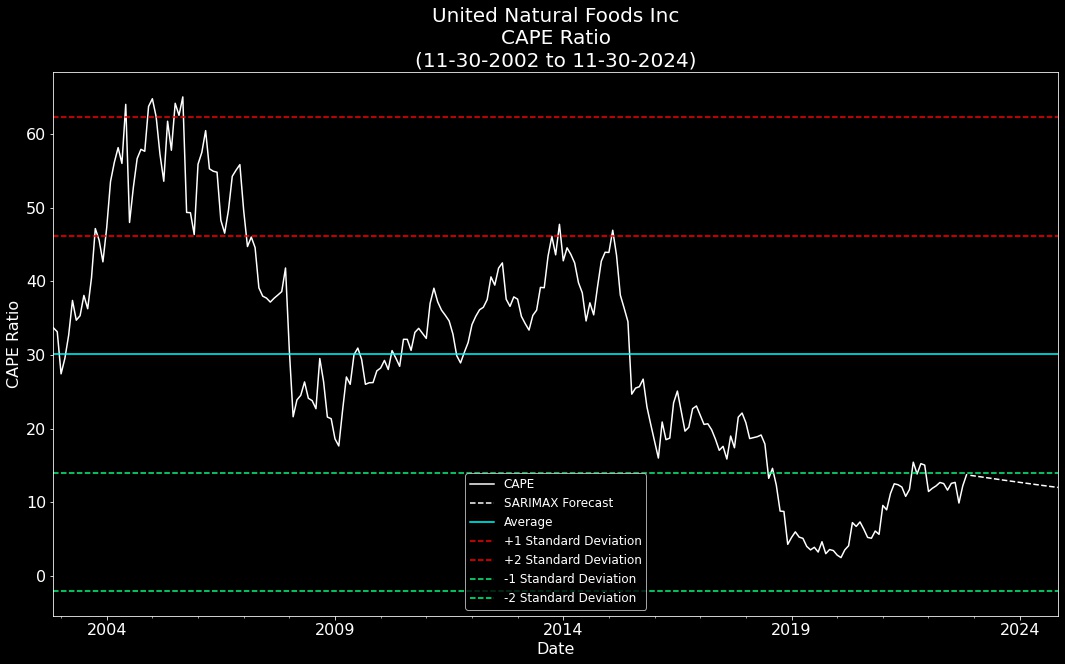 United Natural Foods Inc
CAPE Ratio
(11-30-2002 to 11-30-2024)
CAPE Ratio
60
50
40
30
20
10
0
CAPE
SARIMAX Forecast
Average
+1 Standard Deviation
+2 Standard Deviation
-1 Standard Deviation
-2 Standard Deviation
2004
2009
2014
2019
2024
Date